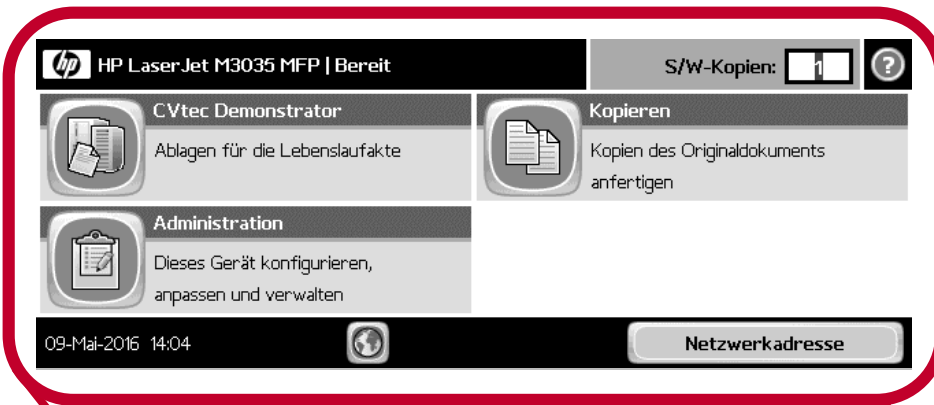 hp HP LaserJet M3035 MFP | Bereit
S/W-Kopien: 1 ?
CVtec Demonstrator
Ablagen für die Lebenslaufakte
Kopieren
Kopien des Originaldokuments
anfertigen
Administration
Dieses Gerät konfigurieren,
anpassen und verwalten
09-Mai-2016 14:04
Netzwerkadresse